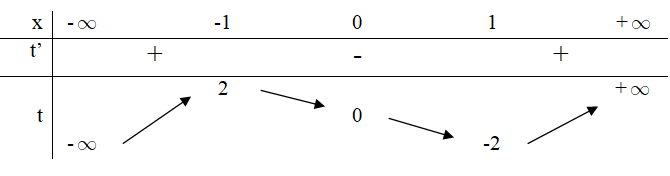 x -∞ -1 0 1 +∞
t’ + - +
2 +∞
t 0
-∞ -2